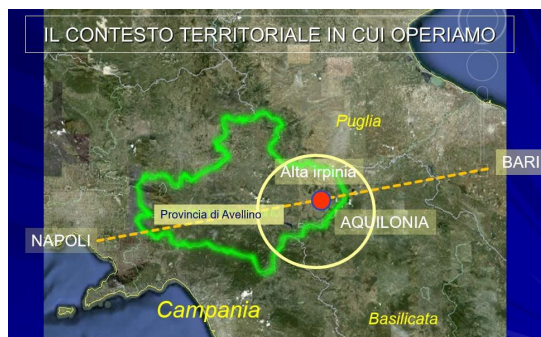 IL CONTESTO TERRITORIALE IN CUI OPERIAMO
Puglia
BARI
Alta irpinia
Provincia di Avellino
AQUILONIA
NAPOLI
Campania
Basilicata